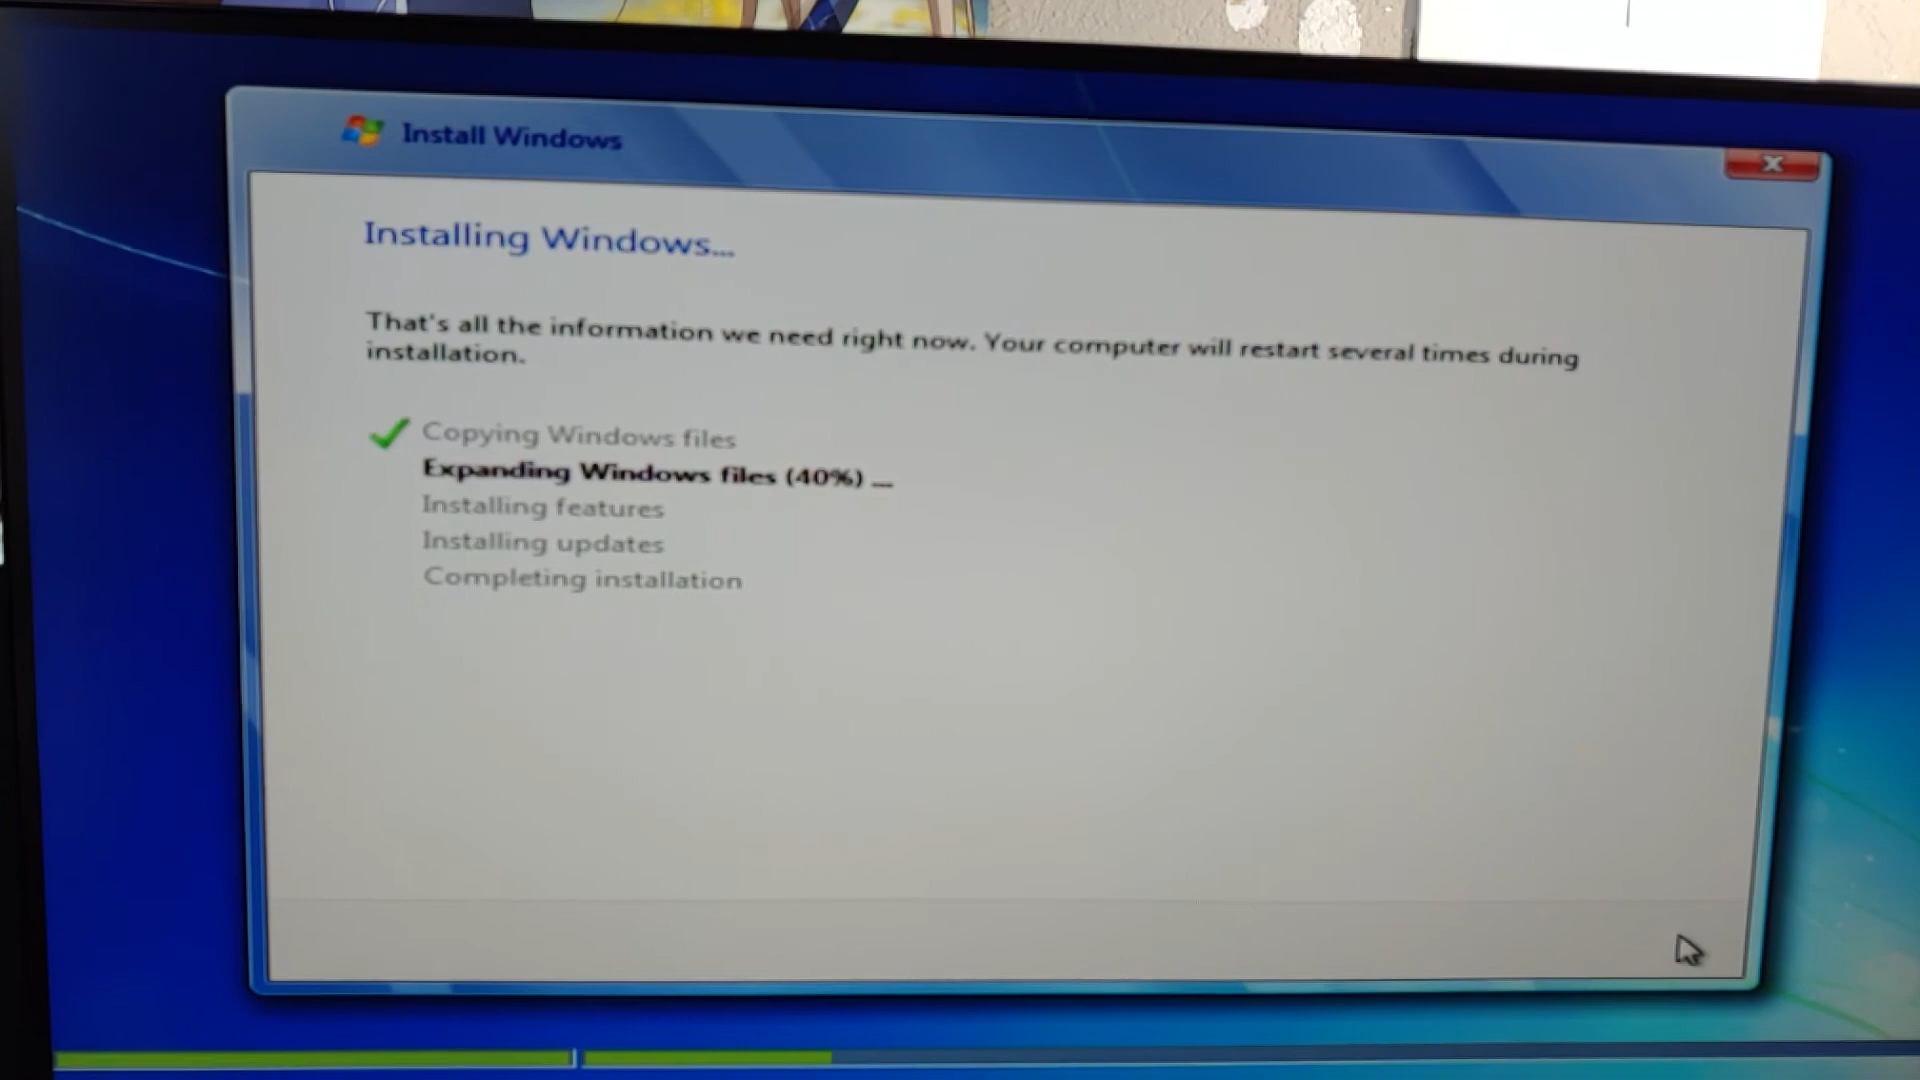 Install Windows
Installing Windows...
That's all the information we need right now. Your computer will restart several times during
installation.
Copying Windows files
Expanding Windows files (40%) ...
Installing features
Installing updates
Completing installation